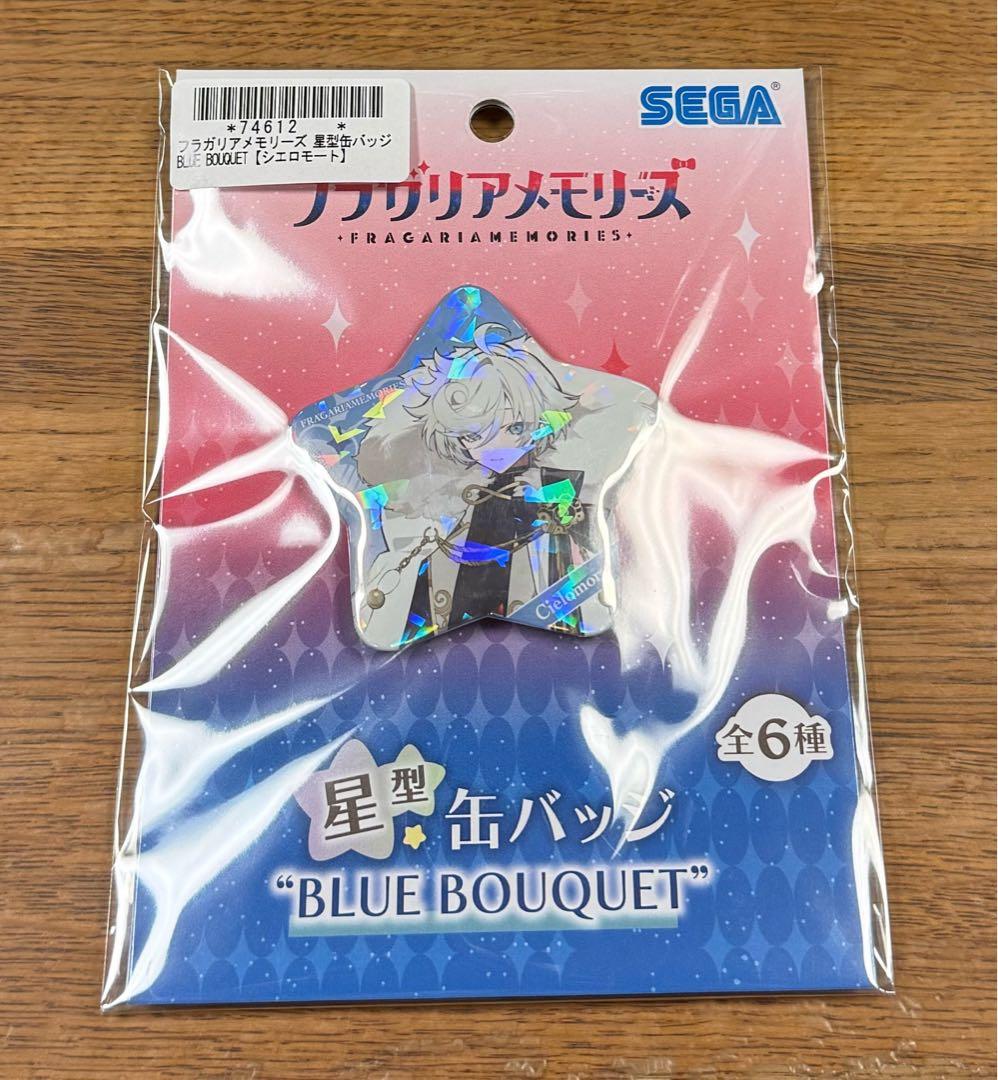 *74612 *
フラガリアメモリーズ 星型缶バッジ
BLUE BOUQUET【シエロモート】
SEGA®
フラガリアメモリーズ
FRAGARIAMEMORIES
FRAGARIAMEMORIES
Cielomor
全6種
星型缶バッジ
“BLUE BOUQUET”